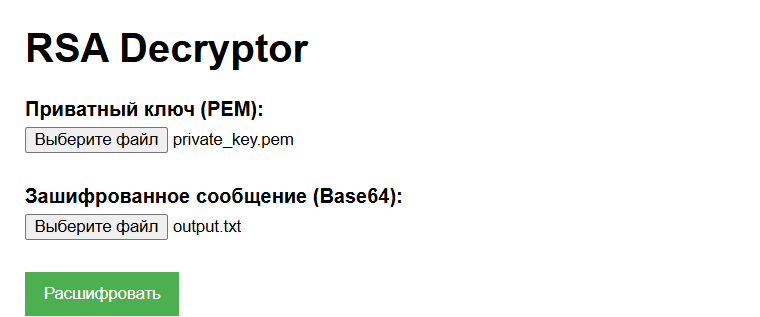 RSA Decryptor
Приватный ключ (PEM):
Выберите файл private_key.pem
Зашифрованное сообщение (Base64):
Выберите файл output.txt
Расшифровать